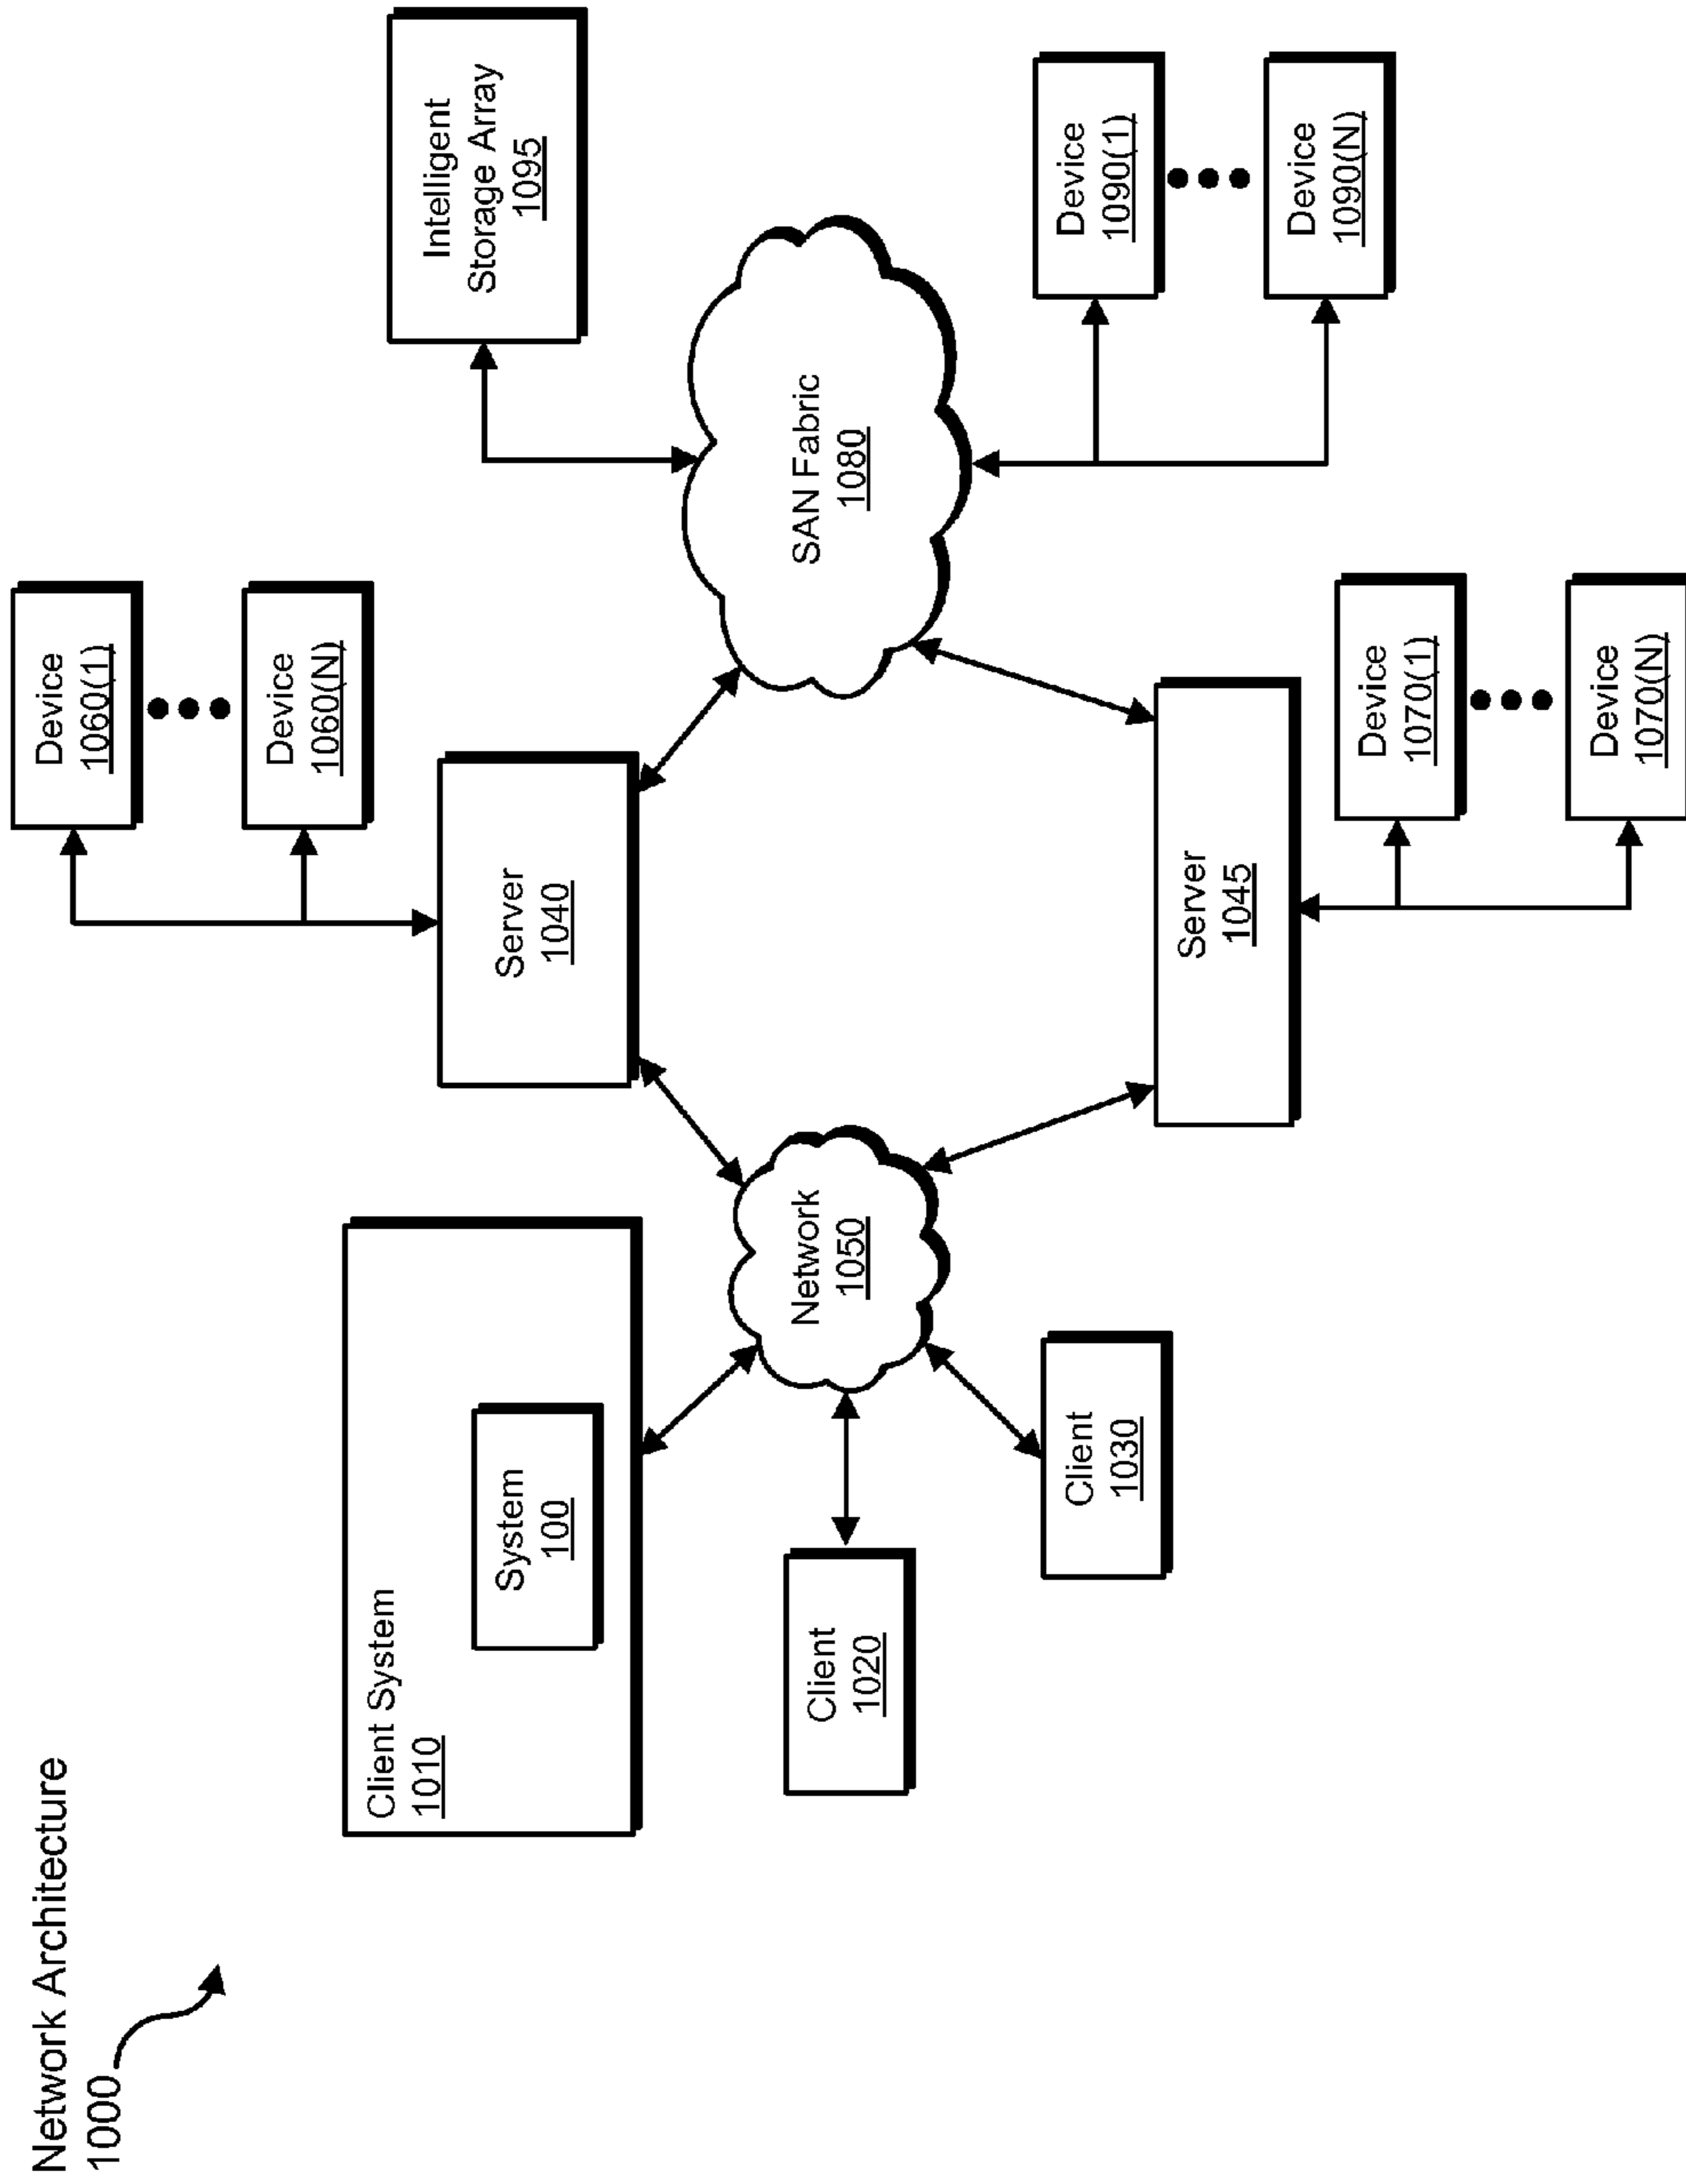 Network Architecture
1000
Client System
1010
System
100
Client
1020
Client
1030
Network
1050
Server
1040
Server
1045
Device
1060(1)
Device
1060(N)
Device
1070(1)
Device
1070(N)
SAN Fabric
1080
Intelligent
Storage Array
1095
Device
1090(1)
Device
1090(N)